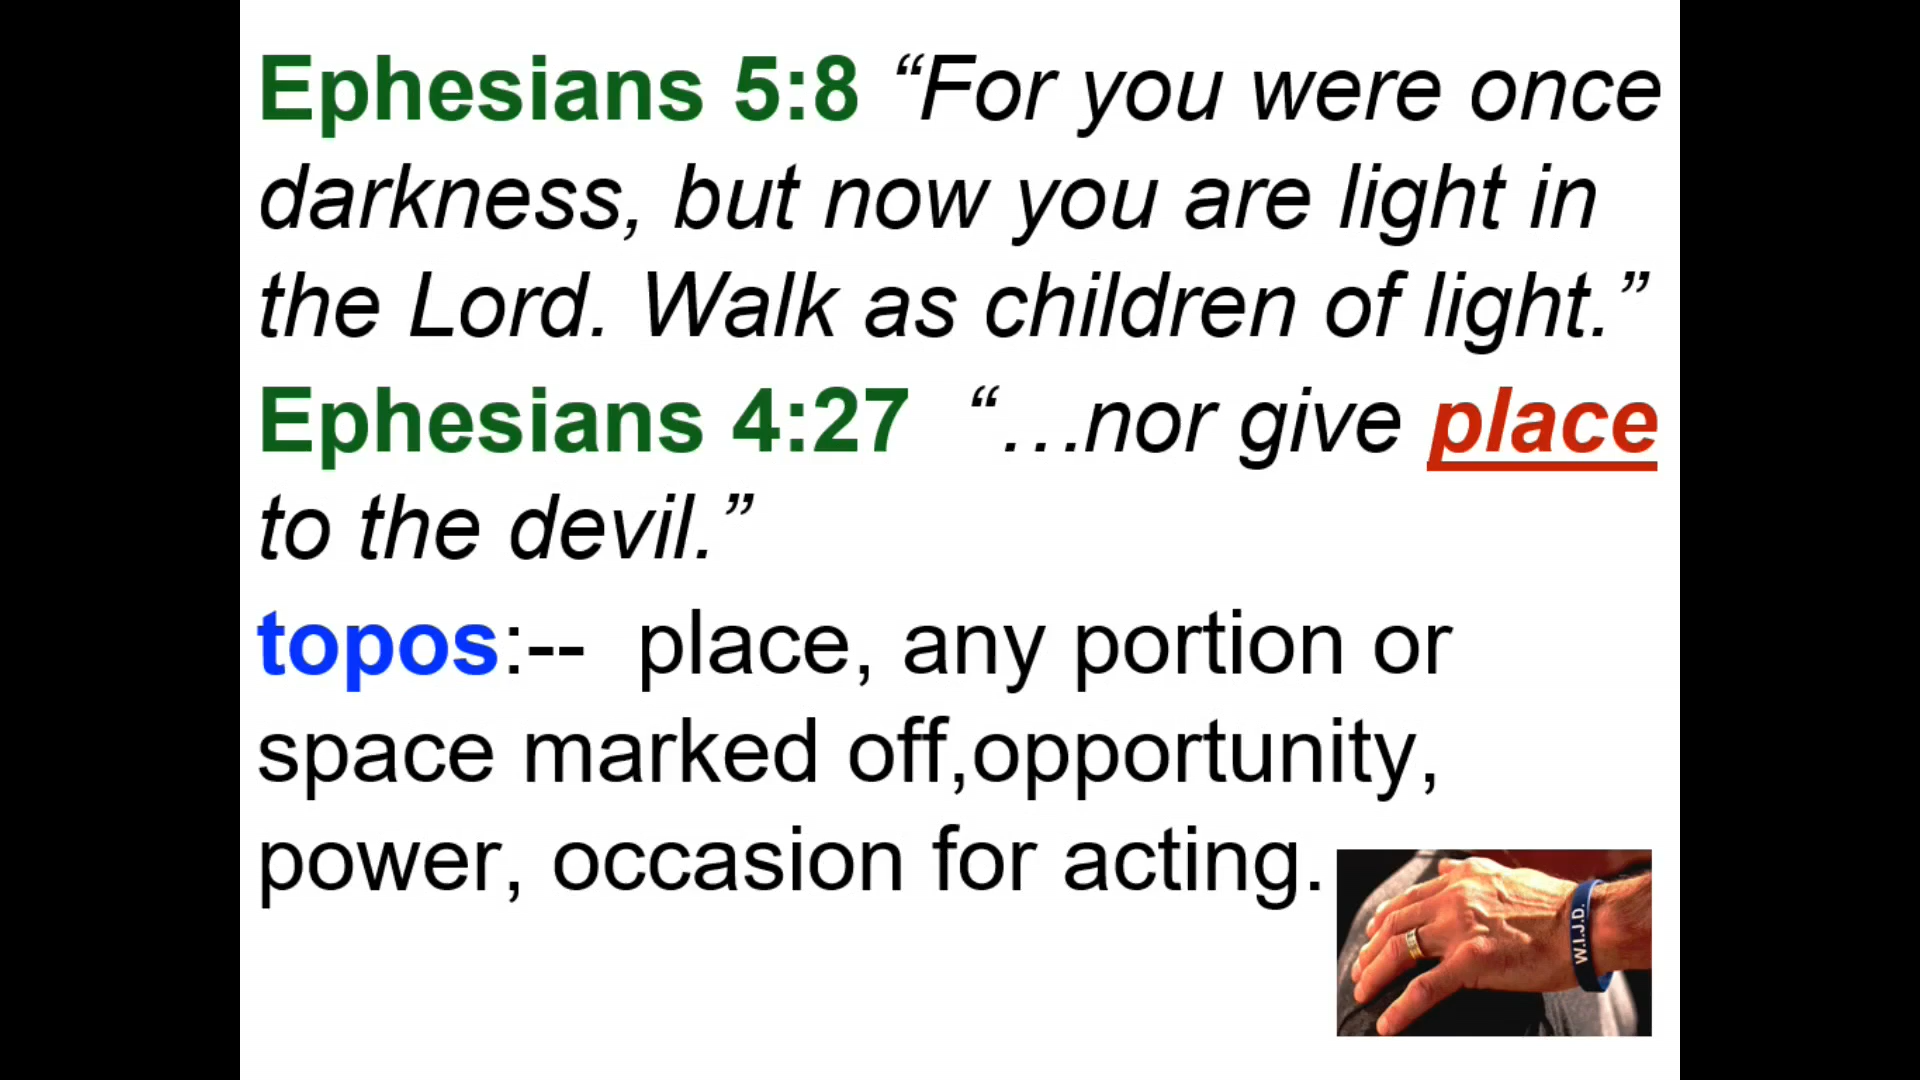 Ephesians 5:8 “For you were once
darkness, but now you are light in
the Lord. Walk as children of light.”
Ephesians 4:27 “…nor give place
to the devil.”
topos:-- place, any portion or
space marked off,opportunity,
power, occasion for acting.
W.I.J.D.